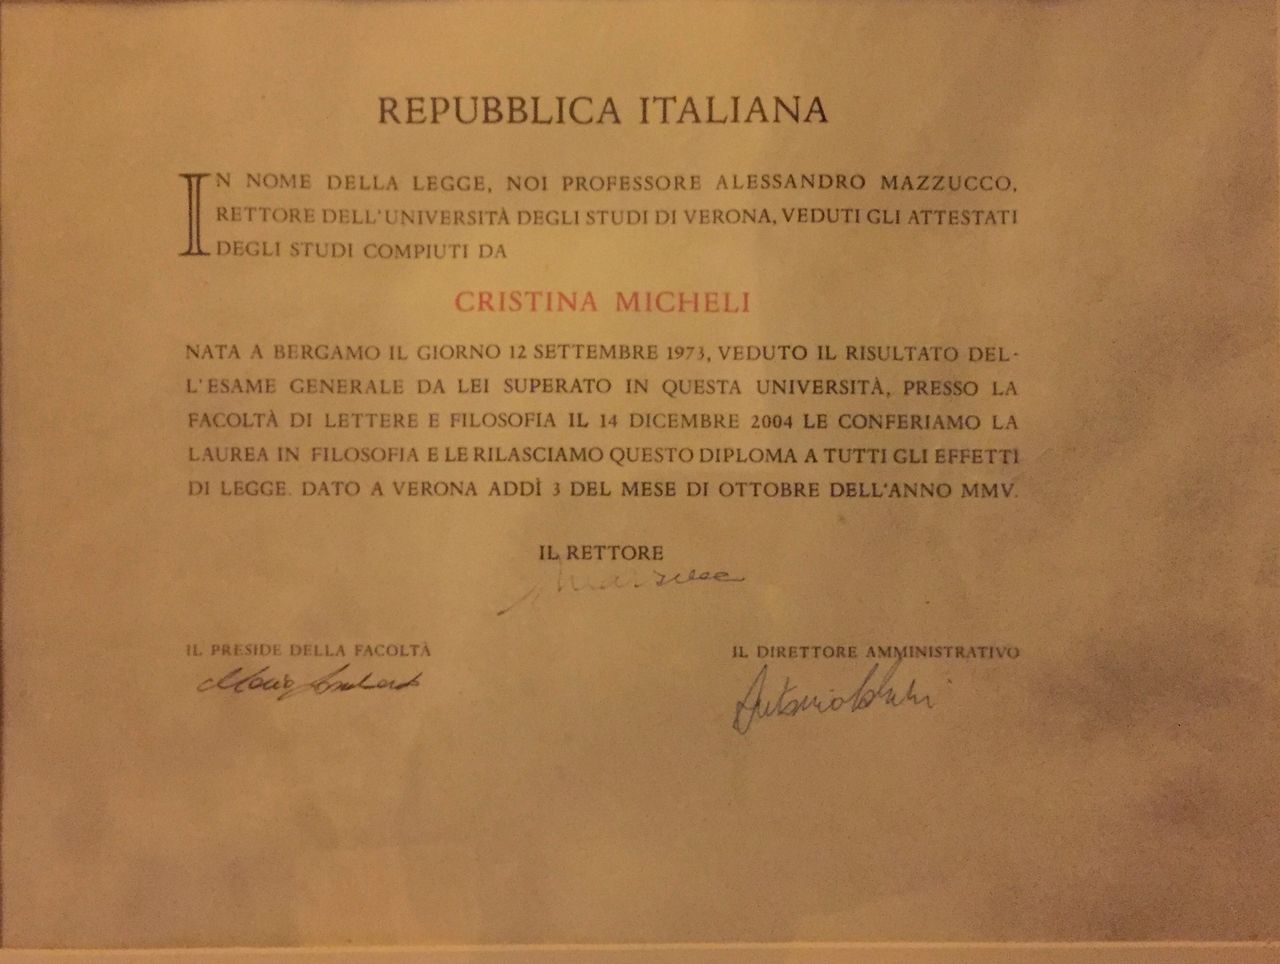 REPUBBLICA ITALIANA
IN NOME DELLA LEGGE, NOI PROFESSORE ALESSANDRO MAZZUCCO,
RETTORE DELL'UNIVERSITÀ DEGLI STUDI DI VERONA, VEDUTI GLI ATTESTATI
DEGLI STUDI COMPIUTI DA
CRISTINA MICHELI
NATA A BERGAMO IL GIORNO 12 SETTEMBRE 1973, VEDUTO IL RISULTATO DEL-
L'ESAME GENERALE DA LEI SUPERATO IN QUESTA UNIVERSITÀ, PRESSO LA
FACOLTÀ DI LETTERE E FILOSOFIA IL 14 DICEMBRE 2004 LE CONFERIAMO LA
LAUREA IN FILOSOFIA E LE RILASCIAMO QUESTO DIPLOMA A TUTTI GLI EFFETTI
DI LEGGE. DATO A VERONA ADDÌ 3 DEL MESE DI OTTOBRE DELL'ANNO MMV.
IL RETTORE
IL PRESIDE DELLA FACOLTÀ
IL DIRETTORE AMMINISTRATIVO
Antonio